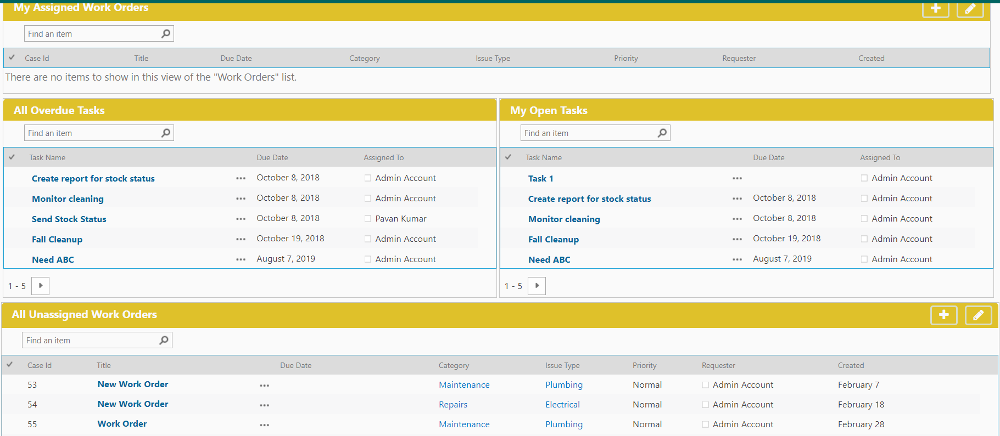 My Assigned Work Orders
Find an item
Case Id Title Due Date Category Issue Type Priority Requester Created
There are no items to show in this view of the "Work Orders" list.
All Overdue Tasks
Find an item
Task Name Due Date Assigned To
Create report for stock status ••• October 8, 2018 Admin Account
Monitor cleaning ••• October 8, 2018 Admin Account
Send Stock Status ••• October 8, 2018 Pavan Kumar
Fall Cleanup ••• October 19, 2018 Admin Account
Need ABC ••• August 7, 2019 Admin Account
1 - 5
My Open Tasks
Find an item
Task Name Due Date Assigned To
Task 1 ••• Admin Account
Create report for stock status ••• October 8, 2018 Admin Account
Monitor cleaning ••• October 8, 2018 Admin Account
Fall Cleanup ••• October 19, 2018 Admin Account
Need ABC ••• August 7, 2019 Admin Account
1 - 5
All Unassigned Work Orders
Find an item
Case Id Title Due Date Category Issue Type Priority Requester Created
53 New Work Order ••• Maintenance Plumbing Normal Admin Account February 7
54 New Work Order ••• Repairs Electrical Normal Admin Account February 18
55 Work Order ••• Maintenance Plumbing Normal Admin Account February 28